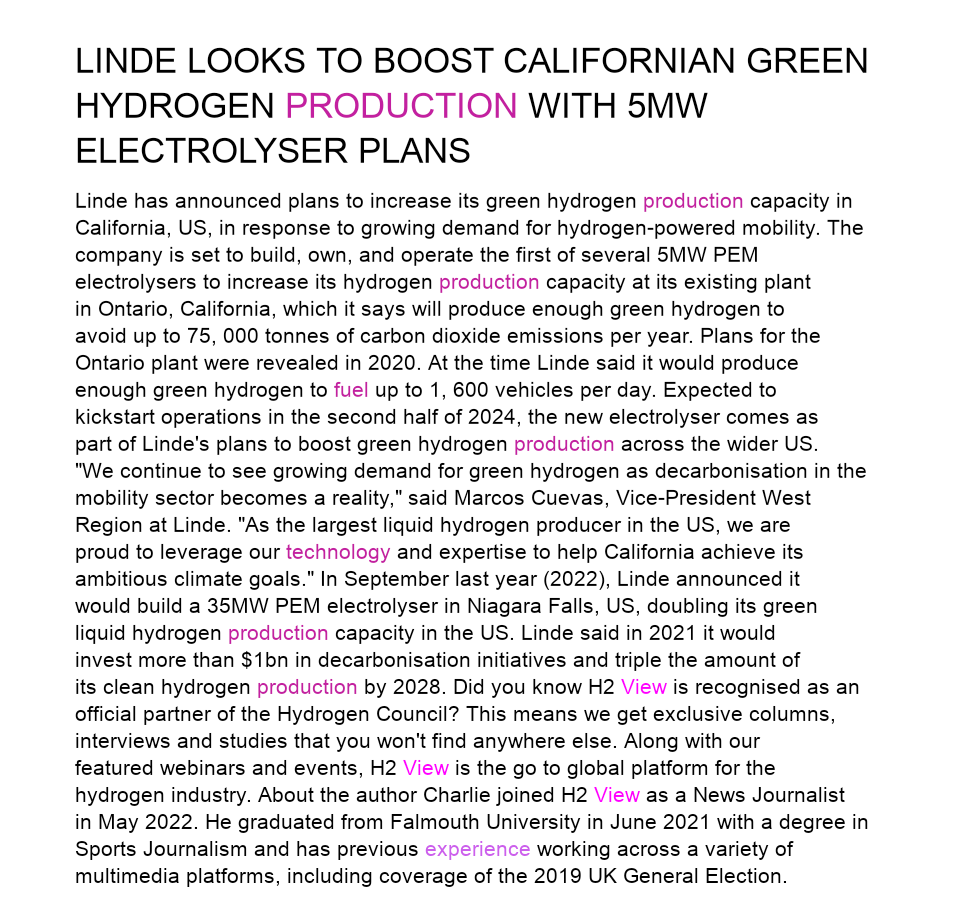 LINDE LOOKS TO BOOST CALIFORNIAN GREEN
HYDROGEN PRODUCTION WITH 5MW
ELECTROLYSER PLANS
Linde has announced plans to increase its green hydrogen production capacity in
California, US, in response to growing demand for hydrogen-powered mobility. The
company is set to build, own, and operate the first of several 5MW PEM
electrolysers to increase its hydrogen production capacity at its existing plant
in Ontario, California, which it says will produce enough green hydrogen to
avoid up to 75, 000 tonnes of carbon dioxide emissions per year. Plans for the
Ontario plant were revealed in 2020. At the time Linde said it would produce
enough green hydrogen to fuel up to 1, 600 vehicles per day. Expected to
kickstart operations in the second half of 2024, the new electrolyser comes as
part of Linde's plans to boost green hydrogen production across the wider US.
"We continue to see growing demand for green hydrogen as decarbonisation in the
mobility sector becomes a reality," said Marcos Cuevas, Vice-President West
Region at Linde. "As the largest liquid hydrogen producer in the US, we are
proud to leverage our technology and expertise to help California achieve its
ambitious climate goals." In September last year (2022), Linde announced it
would build a 35MW PEM electrolyser in Niagara Falls, US, doubling its green
liquid hydrogen production capacity in the US. Linde said in 2021 it would
invest more than $1bn in decarbonisation initiatives and triple the amount of
its clean hydrogen production by 2028. Did you know H2 View is recognised as an
official partner of the Hydrogen Council? This means we get exclusive columns,
interviews and studies that you won't find anywhere else. Along with our
featured webinars and events, H2 View is the go to global platform for the
hydrogen industry. About the author Charlie joined H2 View as a News Journalist
in May 2022. He graduated from Falmouth University in June 2021 with a degree in
Sports Journalism and has previous experience working across a variety of
multimedia platforms, including coverage of the 2019 UK General Election.